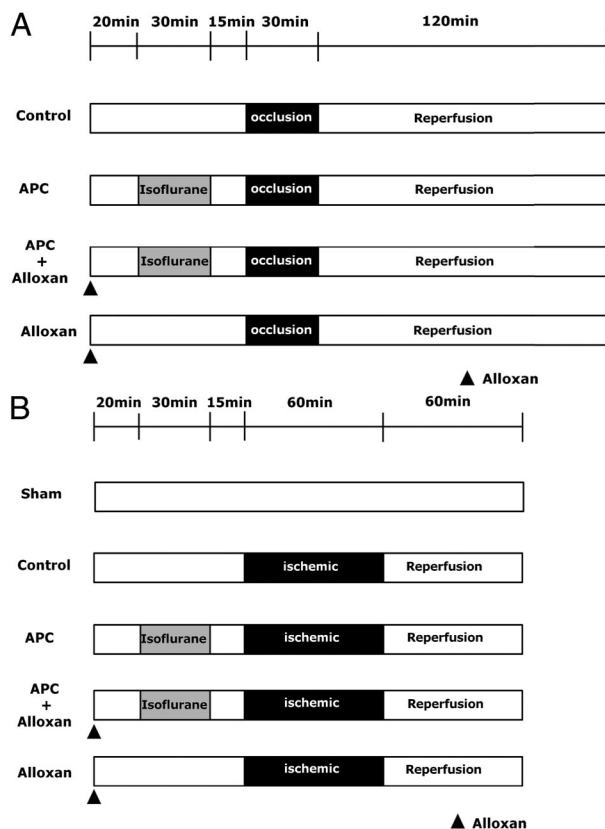 A
20min 30min 15min 30min 120min
Control occlusion Reperfusion
APC Isoflurane occlusion Reperfusion
APC
+
Alloxan
Isoflurane occlusion Reperfusion
Alloxan occlusion Reperfusion
Alloxan
B
20min 30min 15min 60min 60min
Sham
Control ischemic Reperfusion
APC Isoflurane ischemic Reperfusion
APC
+
Alloxan
Isoflurane ischemic Reperfusion
Alloxan ischemic Reperfusion
Alloxan